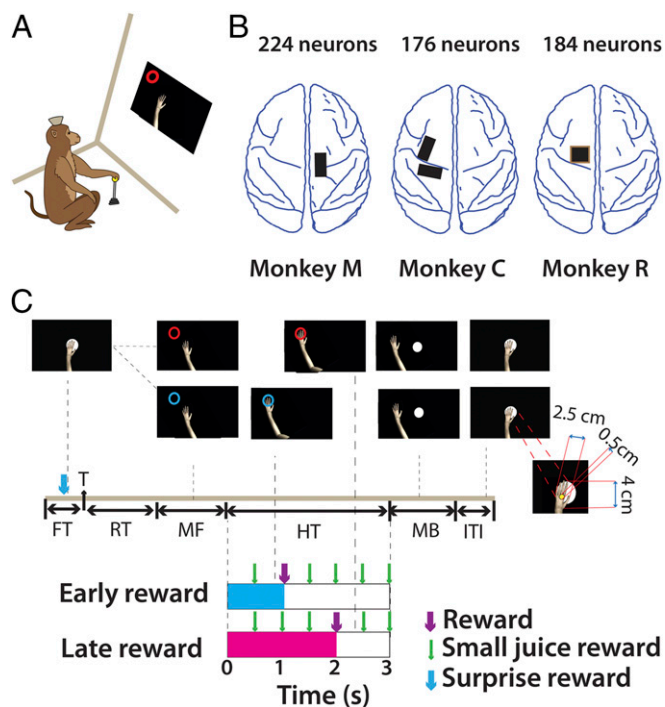 A
B
224 neurons 176 neurons 184 neurons
Monkey M Monkey C Monkey R
C
2.5 cm
0.5cm
4 cm
T
FT RT MF HT MB ITI
Early reward
Late reward
0 1 2 3
Time (s)
Reward
Small juice reward
Surprise reward